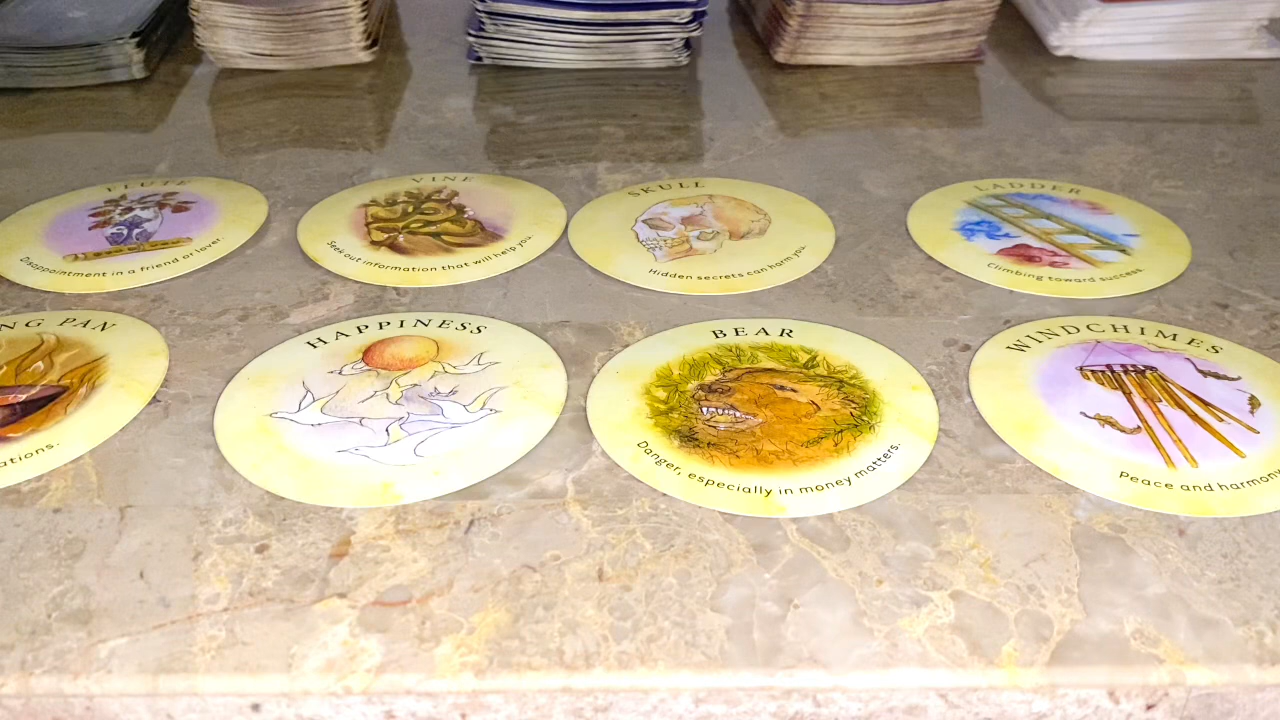 FLUTE
Disappointment in a friend or lover.
VINE
Seek out information that will help you.
SKULL
Hidden secrets can harm you.
LADDER
Climbing toward success.
NG PAN
ations.
HAPPINESS
BEAR
Danger, especially in money matters.
WINDCHIMES
Peace and harmony